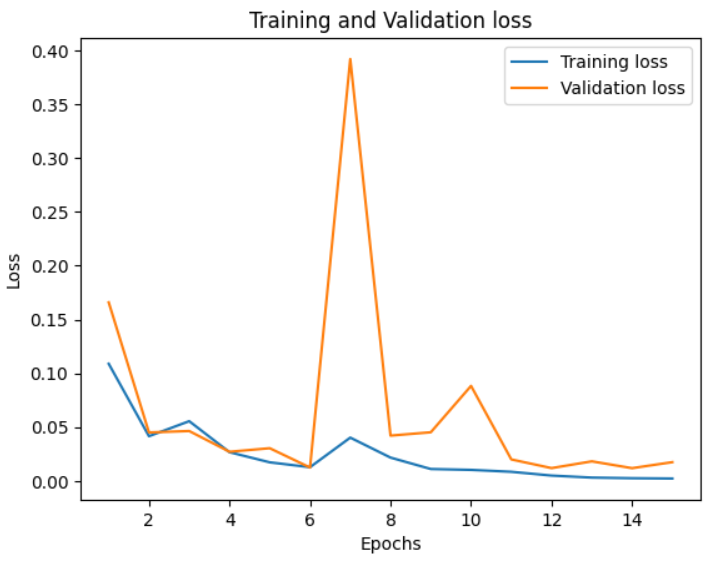 Training and Validation loss
Training loss
Validation loss
0.40
0.35
0.30
0.25
0.20
0.15
0.10
0.05
0.00
Loss
2 4 6 8 10 12 14
Epochs